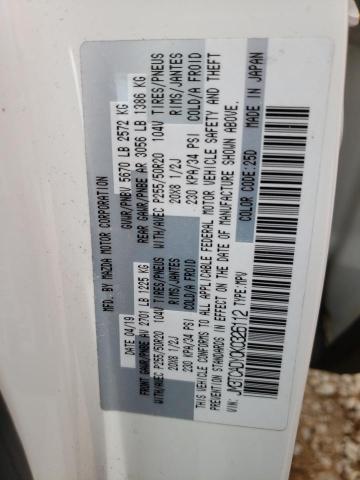 MFD. BY MAZDA MOTOR CORPORATION
DATE 04/19 GVWR/PNBV 5670 LB 2572 KG
FRONT GAWR/PNBE AV 2701 LB 1225 KG REAR GAWR/PNBE AR 3056 LB 1386 KG
WITH/AVEC P255/50R20 104V TIRES/PNEUS WITH/AVEC P255/50R20 104V TIRES/PNEUS
20X8 1/2J RIMS/JANTES 20X8 1/2J RIMS/JANTES
230 KPA/34 PSI COLD/A FROID 230 KPA/34 PSI COLD/A FROID
THIS VEHICLE CONFORMS TO ALL APPLICABLE FEDERAL MOTOR VEHICLE SAFETY AND THEFT
PREVENTION STANDARDS IN EFFECT ON THE DATE OF MANUFACTURE SHOWN ABOVE.
VIN: JM3TCADY0K0326112 TYPE:MPV COLOR CODE:25D MADE IN JAPAN